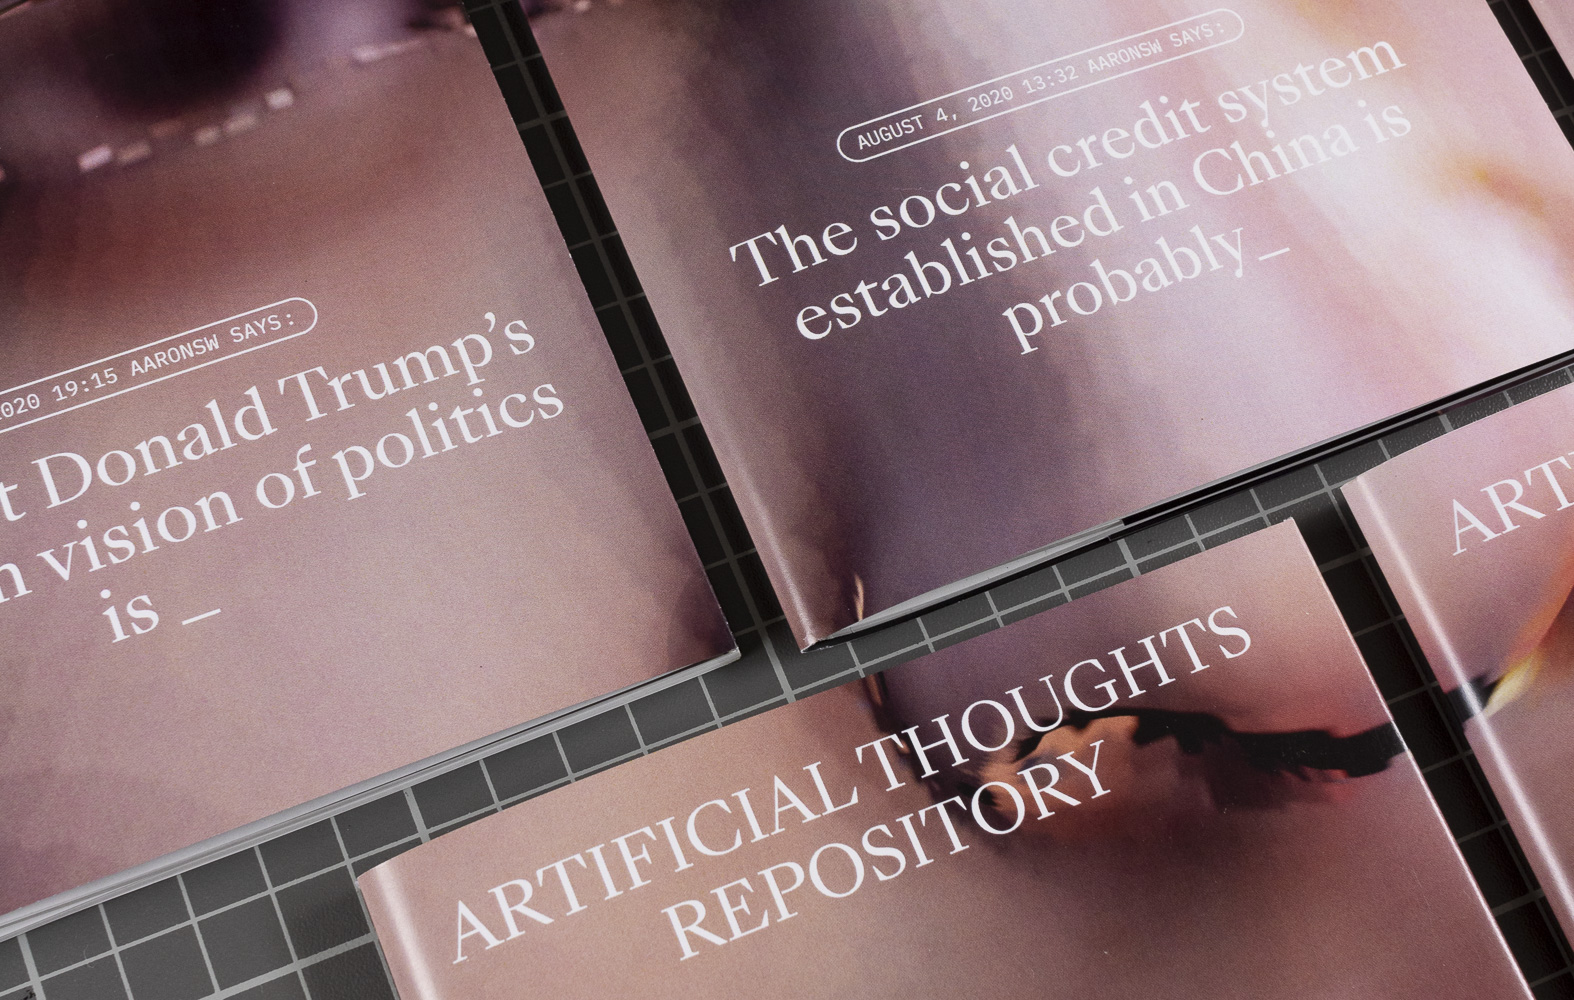 AUGUST 4, 2020 13:32 AARONSW SAYS:
The social credit system
established in China is
probably_
19:15 AARONSW SAYS:
Donald Trump’s
vision of politics
is _
ARTIFICIAL THOUGHTS
REPOSITORY